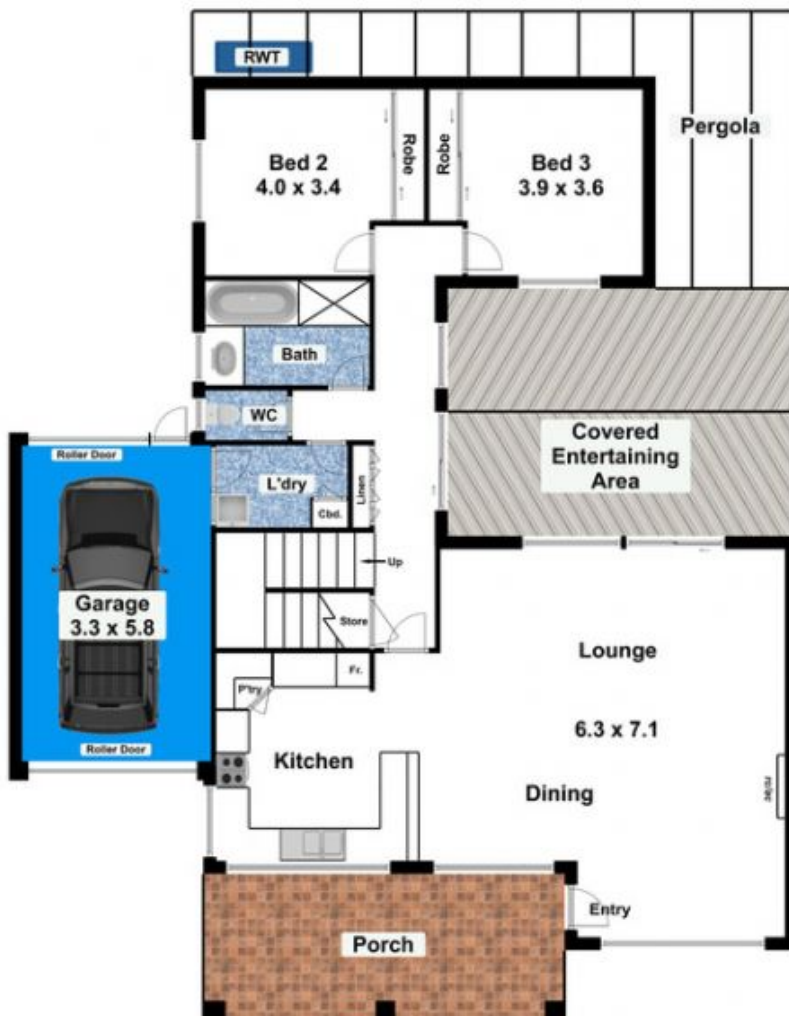 RWT
Pergola
Bed 2
4.0 x 3.4
Robe
Robe
Bed 3
3.9 x 3.6
Bath
WC
Covered
Entertaining
Area
Roller Door
L'dry
Linen
Cbd.
Up
Garage
3.3 x 5.8
Store
Lounge
Fr.
P'try
6.3 x 7.1
Roller Door
Kitchen
Dining
Entry
Porch